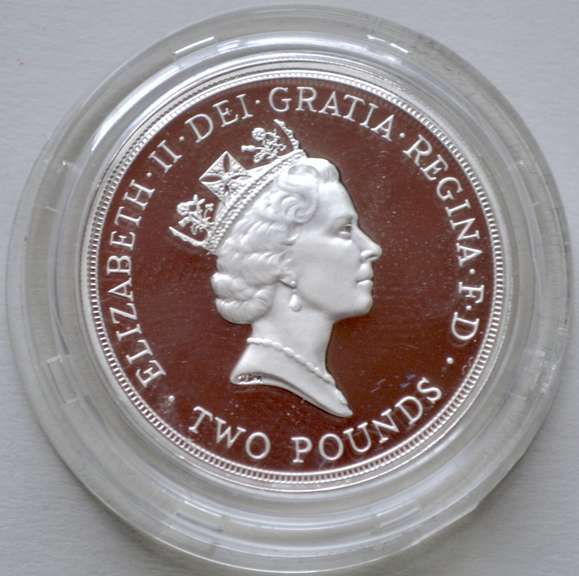 ELIZABETH·II·DEI·GRATIA·REGINA·F·D·
TWO POUNDS